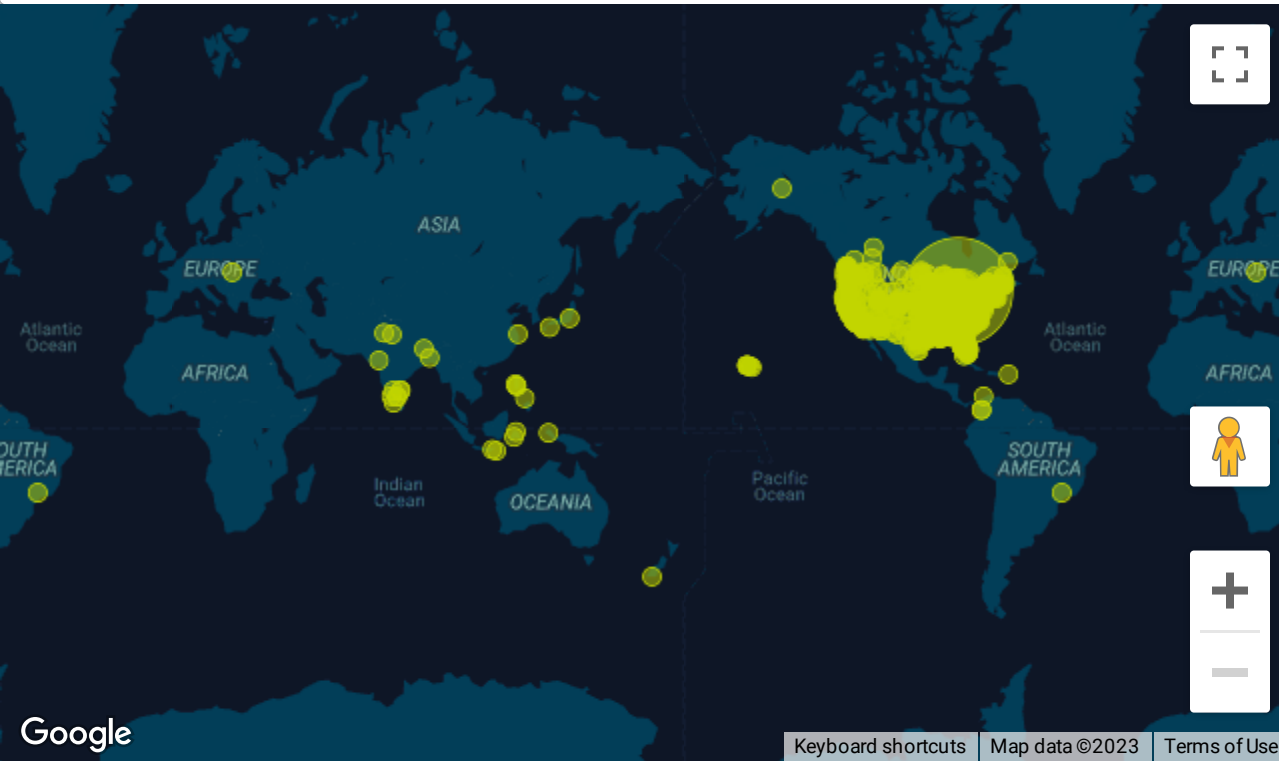 ASIA
EUROPE
EUROPE
Atlantic
Ocean
Atlantic
Ocean
AFRICA
AFRICA
OUTH
MERICA
SOUTH
AMERICA
Indian
Ocean
OCEANIA
Pacific
Ocean
Google
Keyboard shortcuts
Map data ©2023
Terms of Use